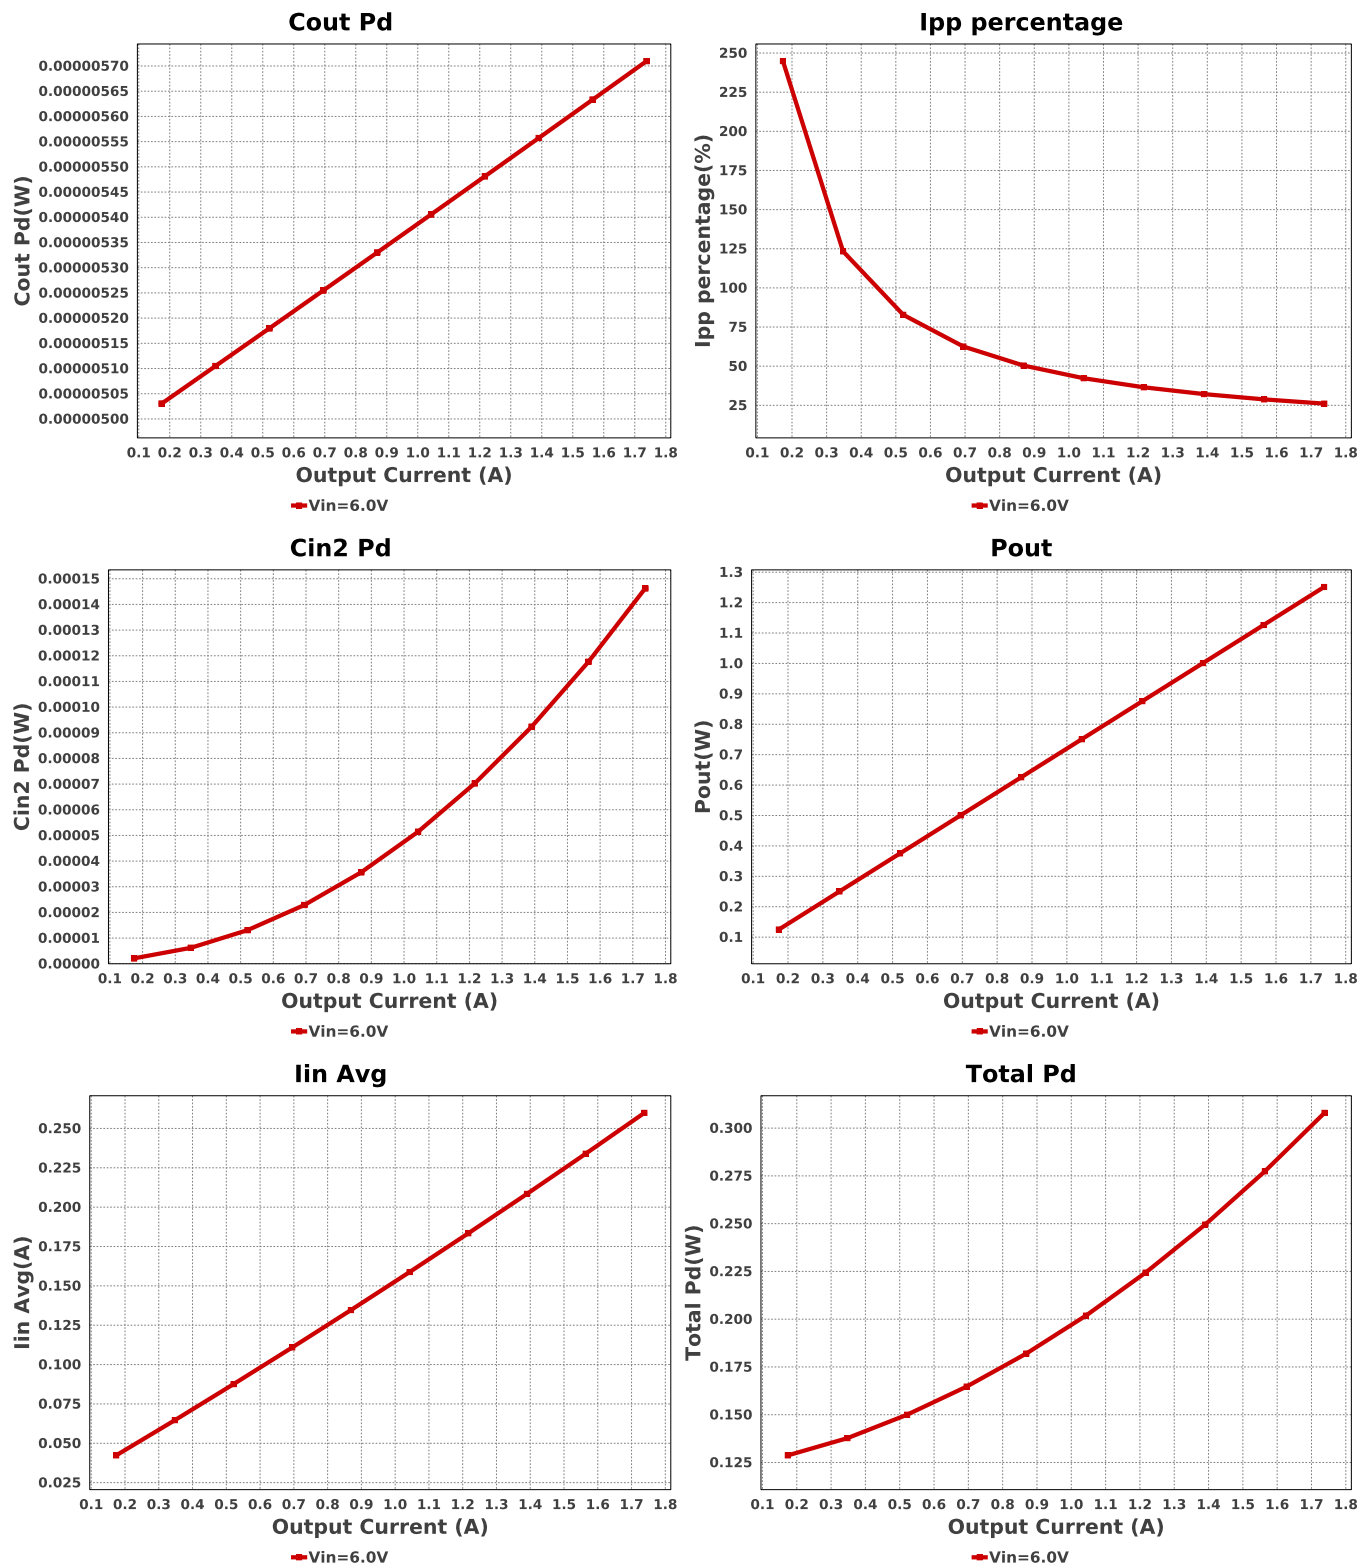 Cout Pd
Cout Pd(W)
0.00000570
0.00000565
0.00000560
0.00000555
0.00000550
0.00000545
0.00000540
0.00000535
0.00000530
0.00000525
0.00000520
0.00000515
0.00000510
0.00000505
0.00000500
0.1 0.2 0.3 0.4 0.5 0.6 0.7 0.8 0.9 1.0 1.1 1.2 1.3 1.4 1.5 1.6 1.7 1.8
Output Current (A)
Vin=6.0V
Ipp percentage
Ipp percentage(%)
250
225
200
175
150
125
100
75
50
25
0.1 0.2 0.3 0.4 0.5 0.6 0.7 0.8 0.9 1.0 1.1 1.2 1.3 1.4 1.5 1.6 1.7 1.8
Output Current (A)
Vin=6.0V
Cin2 Pd
Cin2 Pd(W)
0.00015
0.00014
0.00013
0.00012
0.00011
0.00010
0.00009
0.00008
0.00007
0.00006
0.00005
0.00004
0.00003
0.00002
0.00001
0.00000
0.1 0.2 0.3 0.4 0.5 0.6 0.7 0.8 0.9 1.0 1.1 1.2 1.3 1.4 1.5 1.6 1.7 1.8
Output Current (A)
Vin=6.0V
Pout
Pout(W)
1.3
1.2
1.1
1.0
0.9
0.8
0.7
0.6
0.5
0.4
0.3
0.2
0.1
0.1 0.2 0.3 0.4 0.5 0.6 0.7 0.8 0.9 1.0 1.1 1.2 1.3 1.4 1.5 1.6 1.7 1.8
Output Current (A)
Vin=6.0V
Iin Avg
Iin Avg(A)
0.250
0.225
0.200
0.175
0.150
0.125
0.100
0.075
0.050
0.025
0.1 0.2 0.3 0.4 0.5 0.6 0.7 0.8 0.9 1.0 1.1 1.2 1.3 1.4 1.5 1.6 1.7 1.8
Output Current (A)
Vin=6.0V
Total Pd
Total Pd(W)
0.300
0.275
0.250
0.225
0.200
0.175
0.150
0.125
0.1 0.2 0.3 0.4 0.5 0.6 0.7 0.8 0.9 1.0 1.1 1.2 1.3 1.4 1.5 1.6 1.7 1.8
Output Current (A)
Vin=6.0V